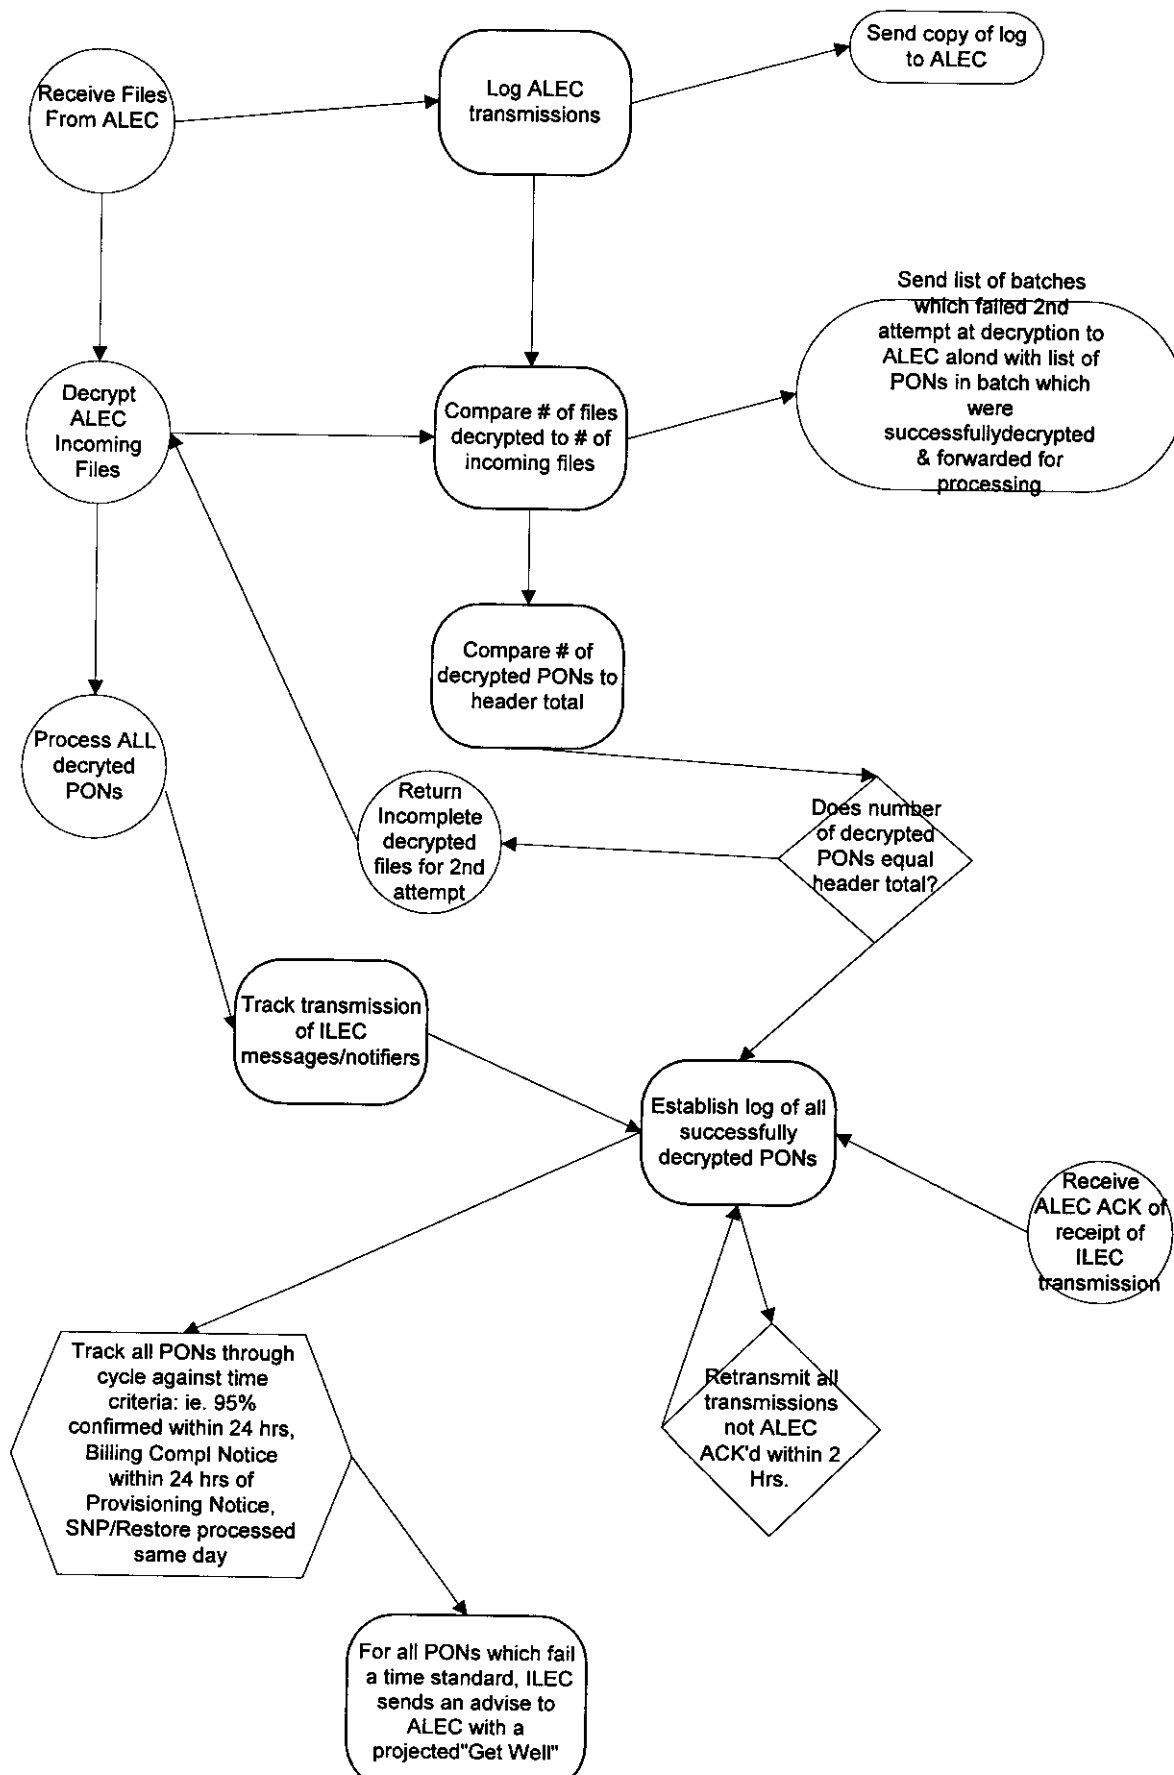 Send copy of log
to ALEC
Receive Files
From ALEC
Log ALEC
transmissions
Send list of batches
which failed 2nd
attempt at decryption to
ALEC along with list of
PONs in batch which
were
successfullydecrypted
& forwarded for
processing
Decrypt
ALEC
Incoming
Files
Compare # of files
decrypted to # of
incoming files
Compare # of
decrypted PONs to
header total
Process ALL
decryted
PONs
Return
Incomplete
decrypted
files for 2nd
attempt
Does number
of decrypted
PONs equal
header total?
Track transmission
of ILEC
messages/notifiers
Establish log of all
successfully
decrypted PONs
Receive
ALEC ACK of
receipt of
ILEC
transmission
Track all PONs through
cycle against time
criteria: ie. 95%
confirmed within 24 hrs,
Billing Compl Notice
within 24 hrs of
Provisioning Notice,
SNP/Restore processed
same day
Retransmit all
transmissions
not ALEC
ACK'd within 2
Hrs.
For all PONs which fail
a time standard, ILEC
sends an advise to
ALEC with a
projected"Get Well"